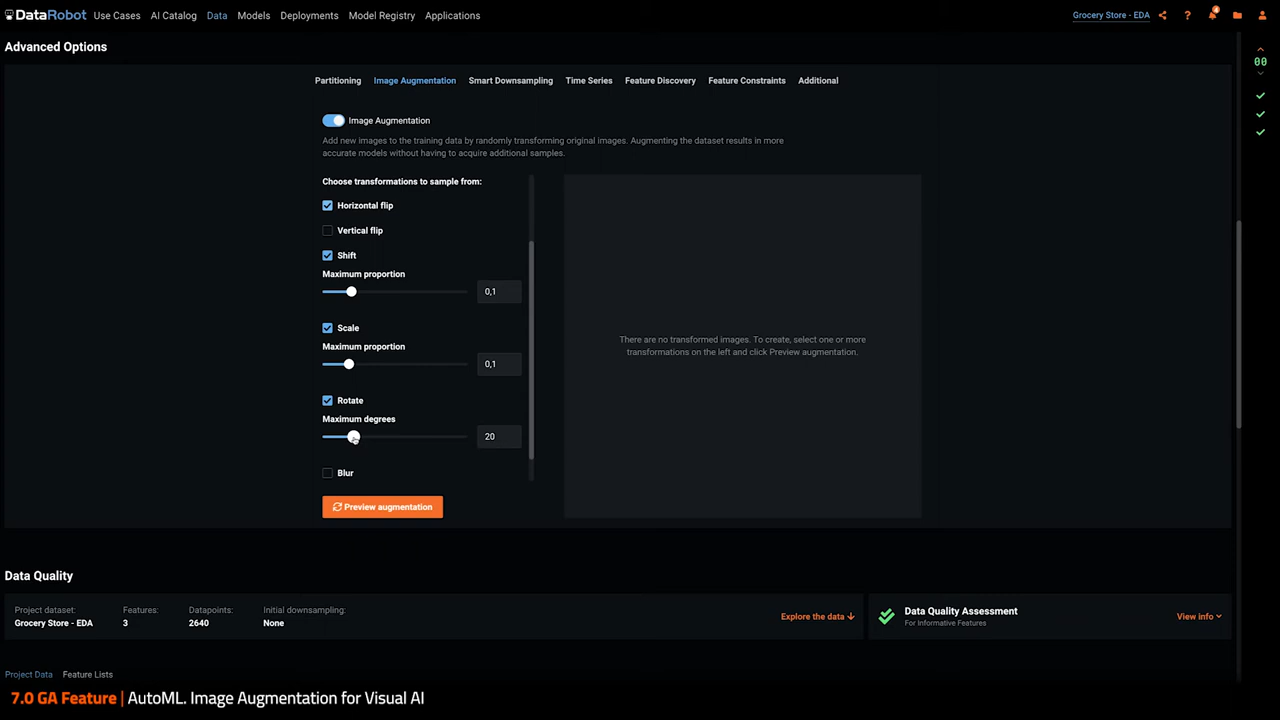 DataRobot Use Cases AI Catalog Data Models Deployments Model Registry Applications Grocery Store - EDA ? 4
Advanced Options
00
Partitioning Image Augmentation Smart Downsampling Time Series Feature Discovery Feature Constraints Additional
Image Augmentation
Add new images to the training data by randomly transforming original images. Augmenting the dataset results in more
accurate models without having to acquire additional samples.
Choose transformations to sample from:
Horizontal flip
Vertical flip
Shift
Maximum proportion
0,1
Scale
Maximum proportion
0,1
Rotate
Maximum degrees
20
Blur
Preview augmentation
There are no transformed images. To create, select one or more
transformations on the left and click Preview augmentation.
Data Quality
Project dataset: Features: Datapoints: Initial downsampling:
Grocery Store - EDA 3 2640 None
Explore the data
Data Quality Assessment
For Informative Features
View info
Project Data Feature Lists
7.0 GA Feature | AutoML. Image Augmentation for Visual AI